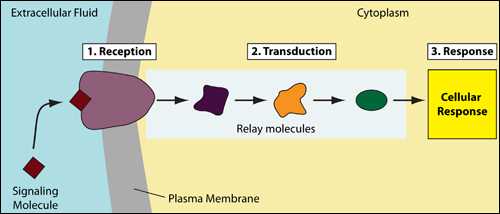 Extracellular Fluid
Cytoplasm
1. Reception
2. Transduction
3. Response
Cellular
Response
Relay molecules
Signaling
Molecule
Plasma Membrane